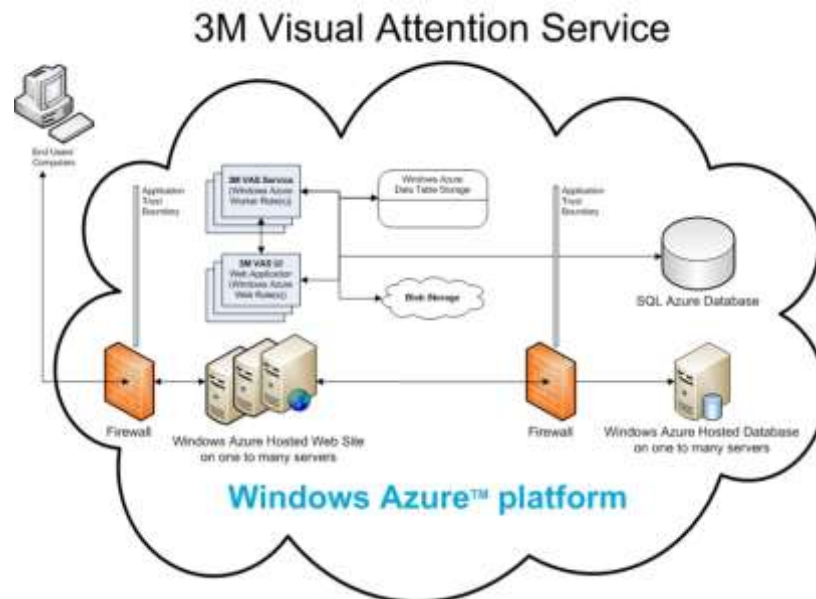 3M Visual Attention Service
End Users'
Computers
Application
Trust
Boundary
3M VAS Service
(Windows Azure
Worker Role(s))
Windows Azure
Data Table Storage
Application
Trust
Boundary
3M VAS UI
Web Application
(Windows Azure
Web Role(s))
Blob Storage
SQL Azure Database
Firewall
Windows Azure Hosted Web Site
on one to many servers
Firewall
Windows Azure Hosted Database
on one to many servers
Windows Azure™ platform